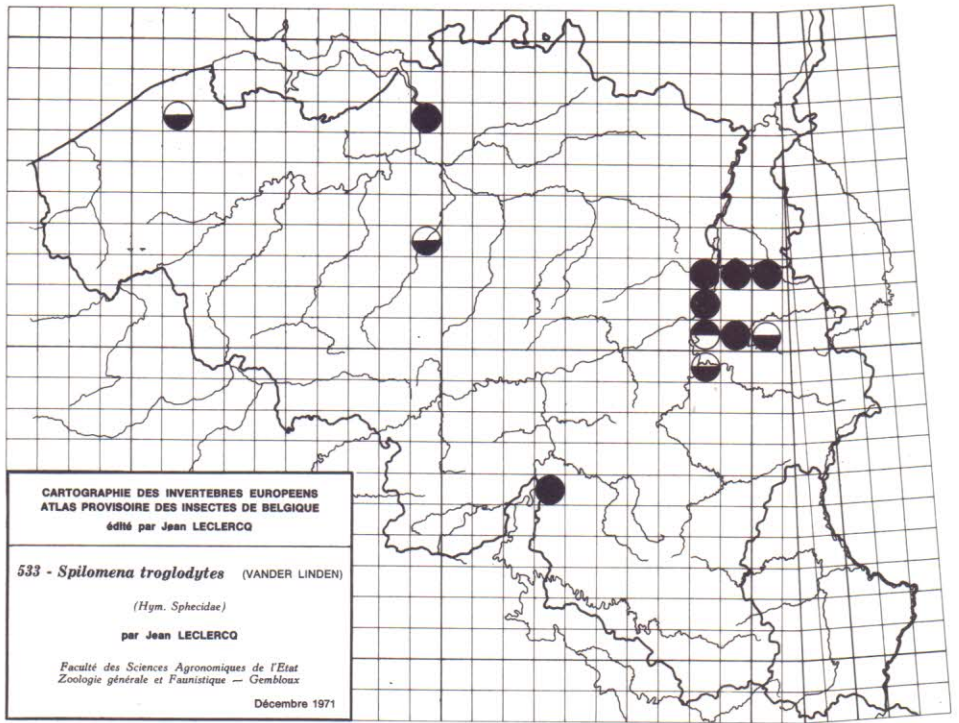 CARTOGRAPHIE DES INVERTEBRES EUROPEENS
ATLAS PROVISOIRE DES INSECTES DE BELGIQUE
édité par Jean LECLERCQ
533 - Spilomena troglodytes (VANDER LINDEN)
(Hym. Sphecidae)
par Jean LECLERCQ
Faculté des Sciences Agronomiques de l'Etat
Zoologie générale et Faunistique — Gembloux
Décembre 1971